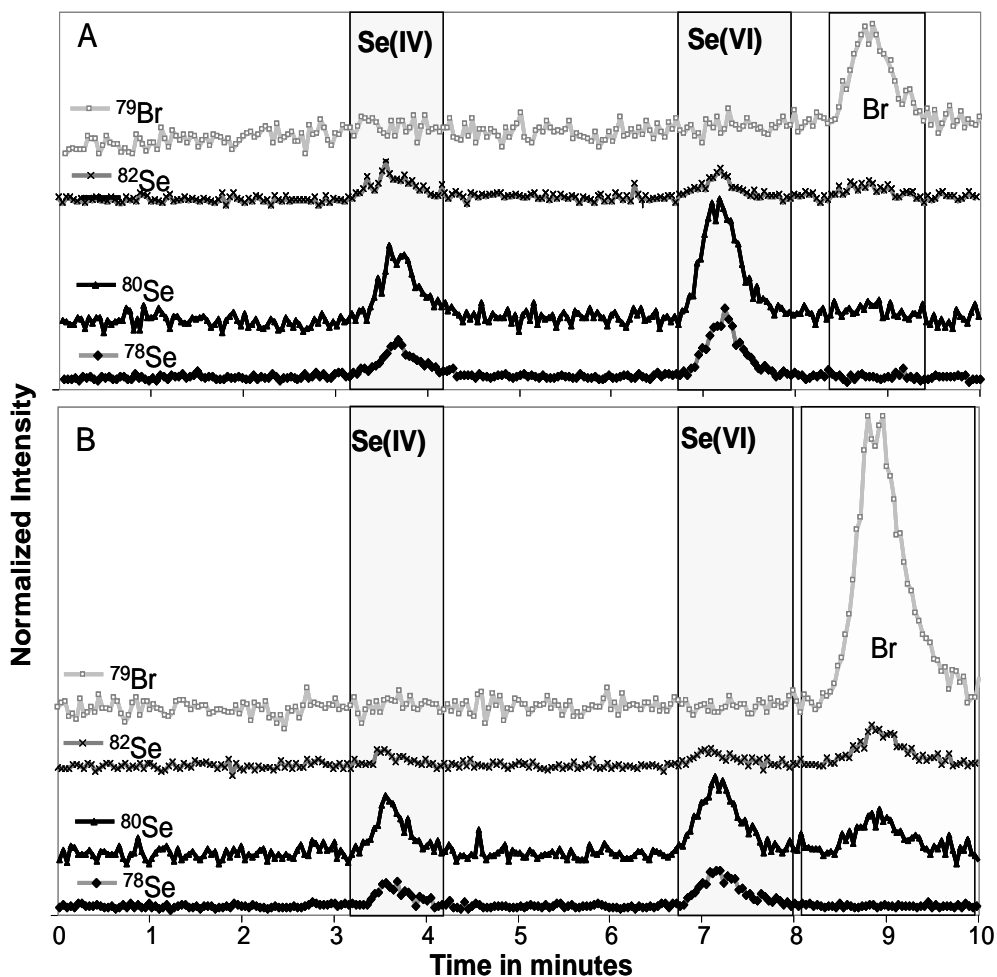 A
Se(IV)
Se(VI)
⁷⁹Br
Br
⁸²Se
⁸⁰Se
⁷⁸Se
B
Se(IV)
Se(VI)
⁷⁹Br
Br
⁸²Se
⁸⁰Se
⁷⁸Se
Normalized Intensity
0 1 2 3 4 5 6 7 8 9 10
Time in minutes